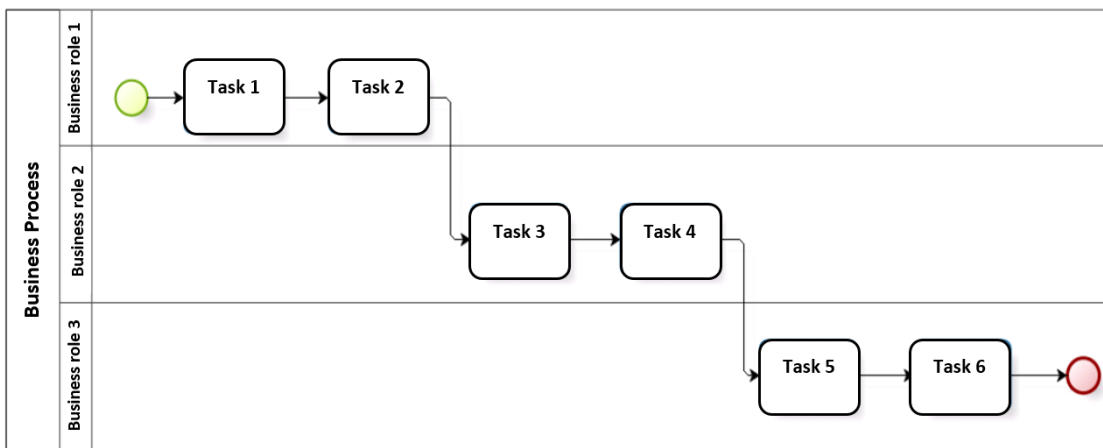 Business Process
Business role 1
Task 1
Task 2
Business role 2
Task 3
Task 4
Business role 3
Task 5
Task 6